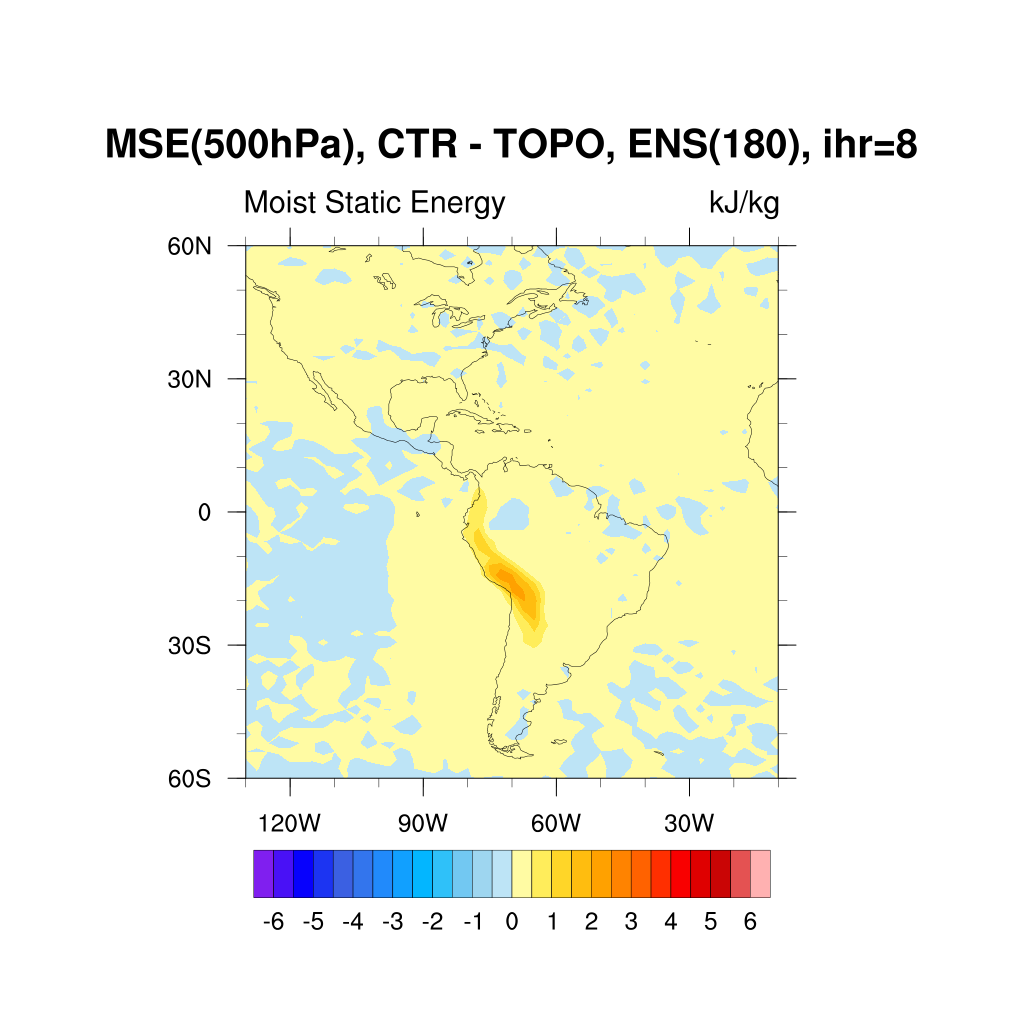 MSE(500hPa), CTR - TOPO, ENS(180), ihr=8
Moist Static Energy kJ/kg
60N
30N
0
30S
60S
120W 90W 60W 30W
-6 -5 -4 -3 -2 -1 0 1 2 3 4 5 6